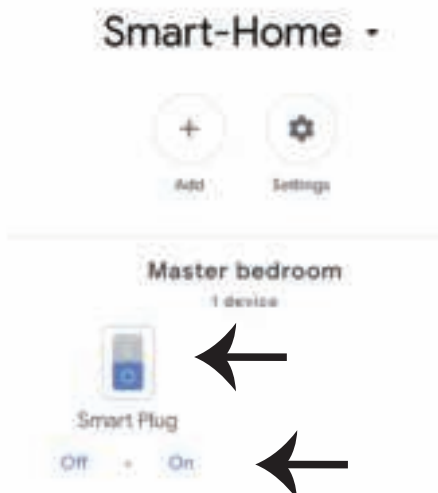 Smart-Home
Add Settings
Master bedroom
1 device
Smart Plug
Off • On